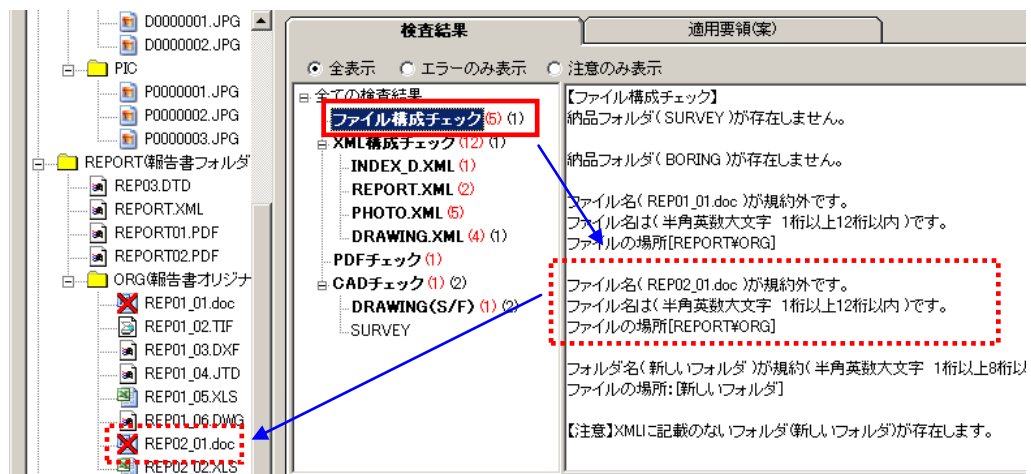 D0000001.JPG
D0000002.JPG
PIC
P0000001.JPG
P0000002.JPG
P0000003.JPG
REPORT(報告書フォルダ
REP03.DTD
REPORT.XML
REPORT01.PDF
REPORT02.PDF
ORG(報告書オリジナ
REP01_01.doc
REP01_02.TIF
REP01_03.DXF
REP01_04.JTD
REP01_05.XLS
REP01_06.DWG
REP02_01.doc
REP02_02.XLS
検査結果
適用要領(案)
全表示 エラーのみ表示 注意のみ表示
全ての検査結果
ファイル構成チェック (5) (1)
XML構成チェック (12) (1)
INDEX_D.XML (1)
REPORT.XML (2)
PHOTO.XML (5)
DRAWING.XML (4) (1)
PDFチェック (1)
CADチェック (1) (2)
DRAWING(S/F) (1) (2)
SURVEY
【ファイル構成チェック】
納品フォルダ( SURVEY )が存在しません。
納品フォルダ( BORING )が存在しません。
ファイル名( REP01_01.doc )が規約外です。
ファイル名は( 半角英数大文字 1桁以上12桁以内 )です。
ファイルの場所[REPORT¥ORG]
ファイル名( REP02_01.doc )が規約外です。
ファイル名は( 半角英数大文字 1桁以上12桁以内 )です。
ファイルの場所[REPORT¥ORG]
フォルダ名( 新しいフォルダ )が規約( 半角英数大文字 1桁以上8桁以
ファイルの場所:[新しいフォルダ]
【注意】XMLに記載のないフォルダ(新しいフォルダ)が存在します。